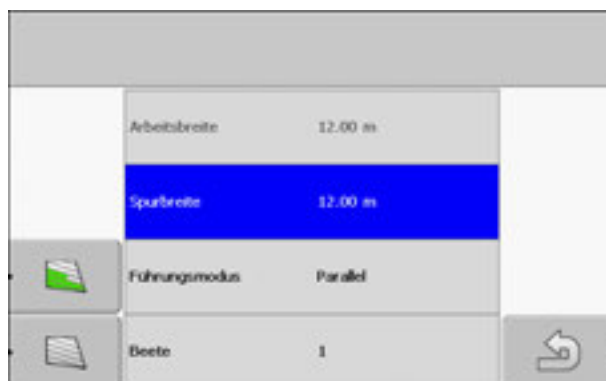 Arbeitsbreite 12.00 m
Spurbreite 12.00 m
Führungsmodus Parallel
Beete 1